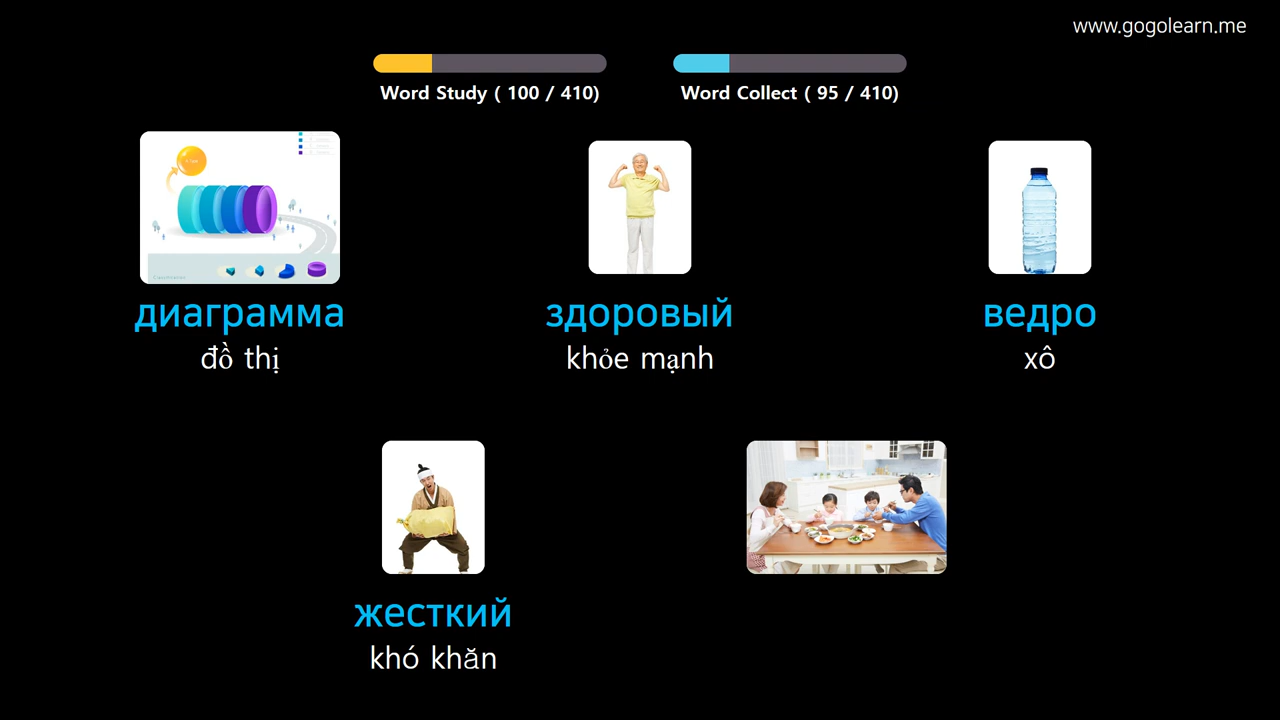 www.gogolearn.me
Word Study ( 100 / 410)
Word Collect ( 95 / 410)
диаграмма
đồ thị
здоровый
khỏe mạnh
ведро
xô
жесткий
khó khăn